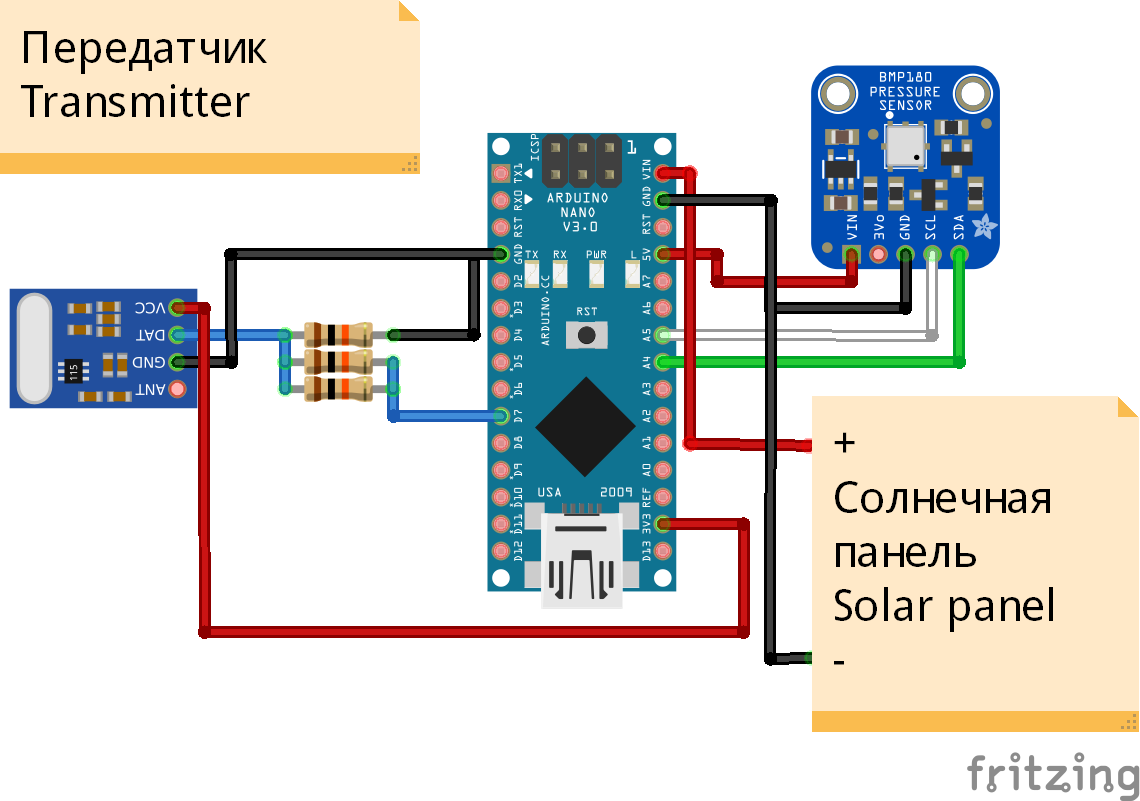 Передатчик
Transmitter
BMP180
PRESSURE
SENSOR
VIN
3Vo
GND
SCL
SDA
ICSP
1
ARDUINO
NANO
V3.0
TX1
RX0
RST
GND
D2
D3
D4
D5
D6
D7
D8
D9
D10
D11
D12
VIN
GND
RST
5V
A7
A6
A5
A4
A3
A2
A1
A0
REF
3V3
D13
TX RX PWR L
RST
ARDUINO.CC
USA 2009
VCC
DAT
GND
ANT
115
+
Солнечная
панель
Solar panel
-
fritzing